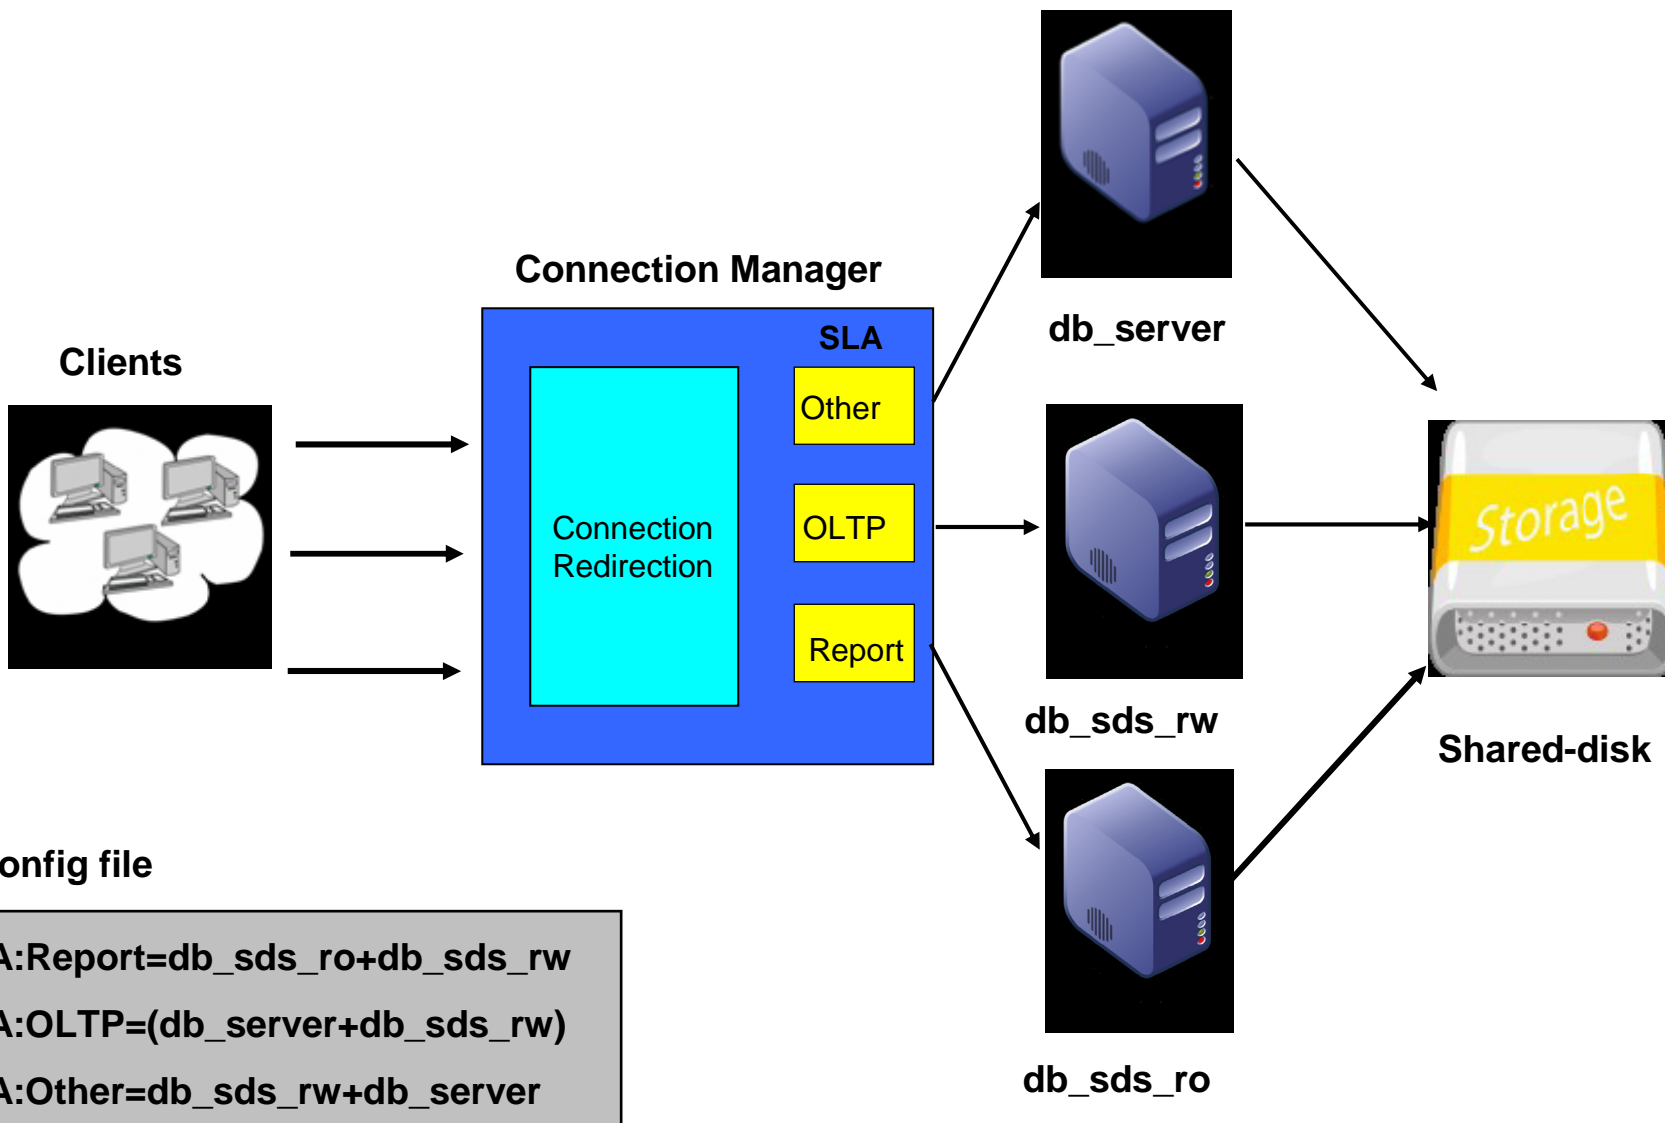 Connection Manager
Clients
SLA
Other
Connection
Redirection
OLTP
Report
db_server
db_sds_rw
db_sds_ro
Storage
Shared-disk
onfig file
A:Report=db_sds_ro+db_sds_rw
A:OLTP=(db_server+db_sds_rw)
A:Other=db_sds_rw+db_server